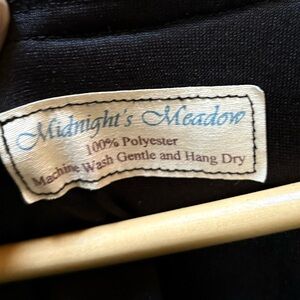 Midnight's Meadow
100% Polyester
Machine Wash Gentle and Hang Dry